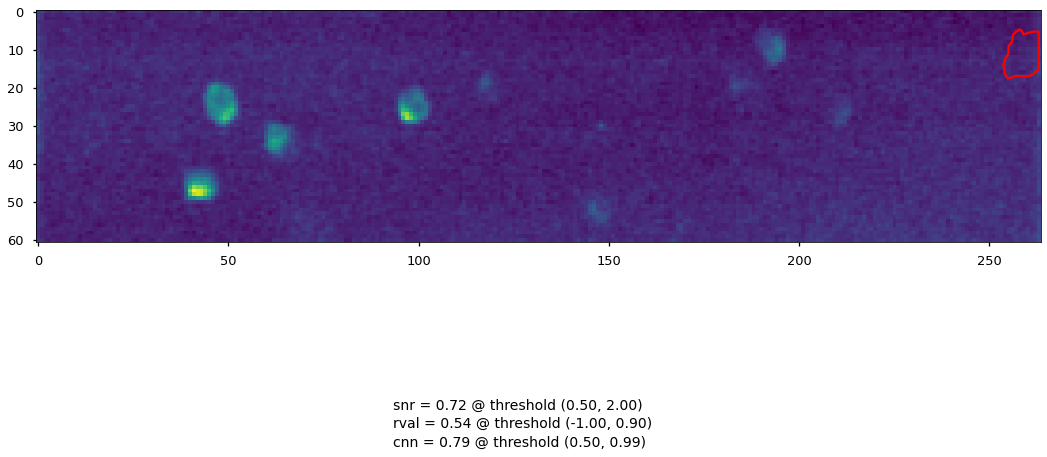 0
10
20
30
40
50
60
0 50 100 150 200 250
snr = 0.72 @ threshold (0.50, 2.00)
rval = 0.54 @ threshold (-1.00, 0.90)
cnn = 0.79 @ threshold (0.50, 0.99)